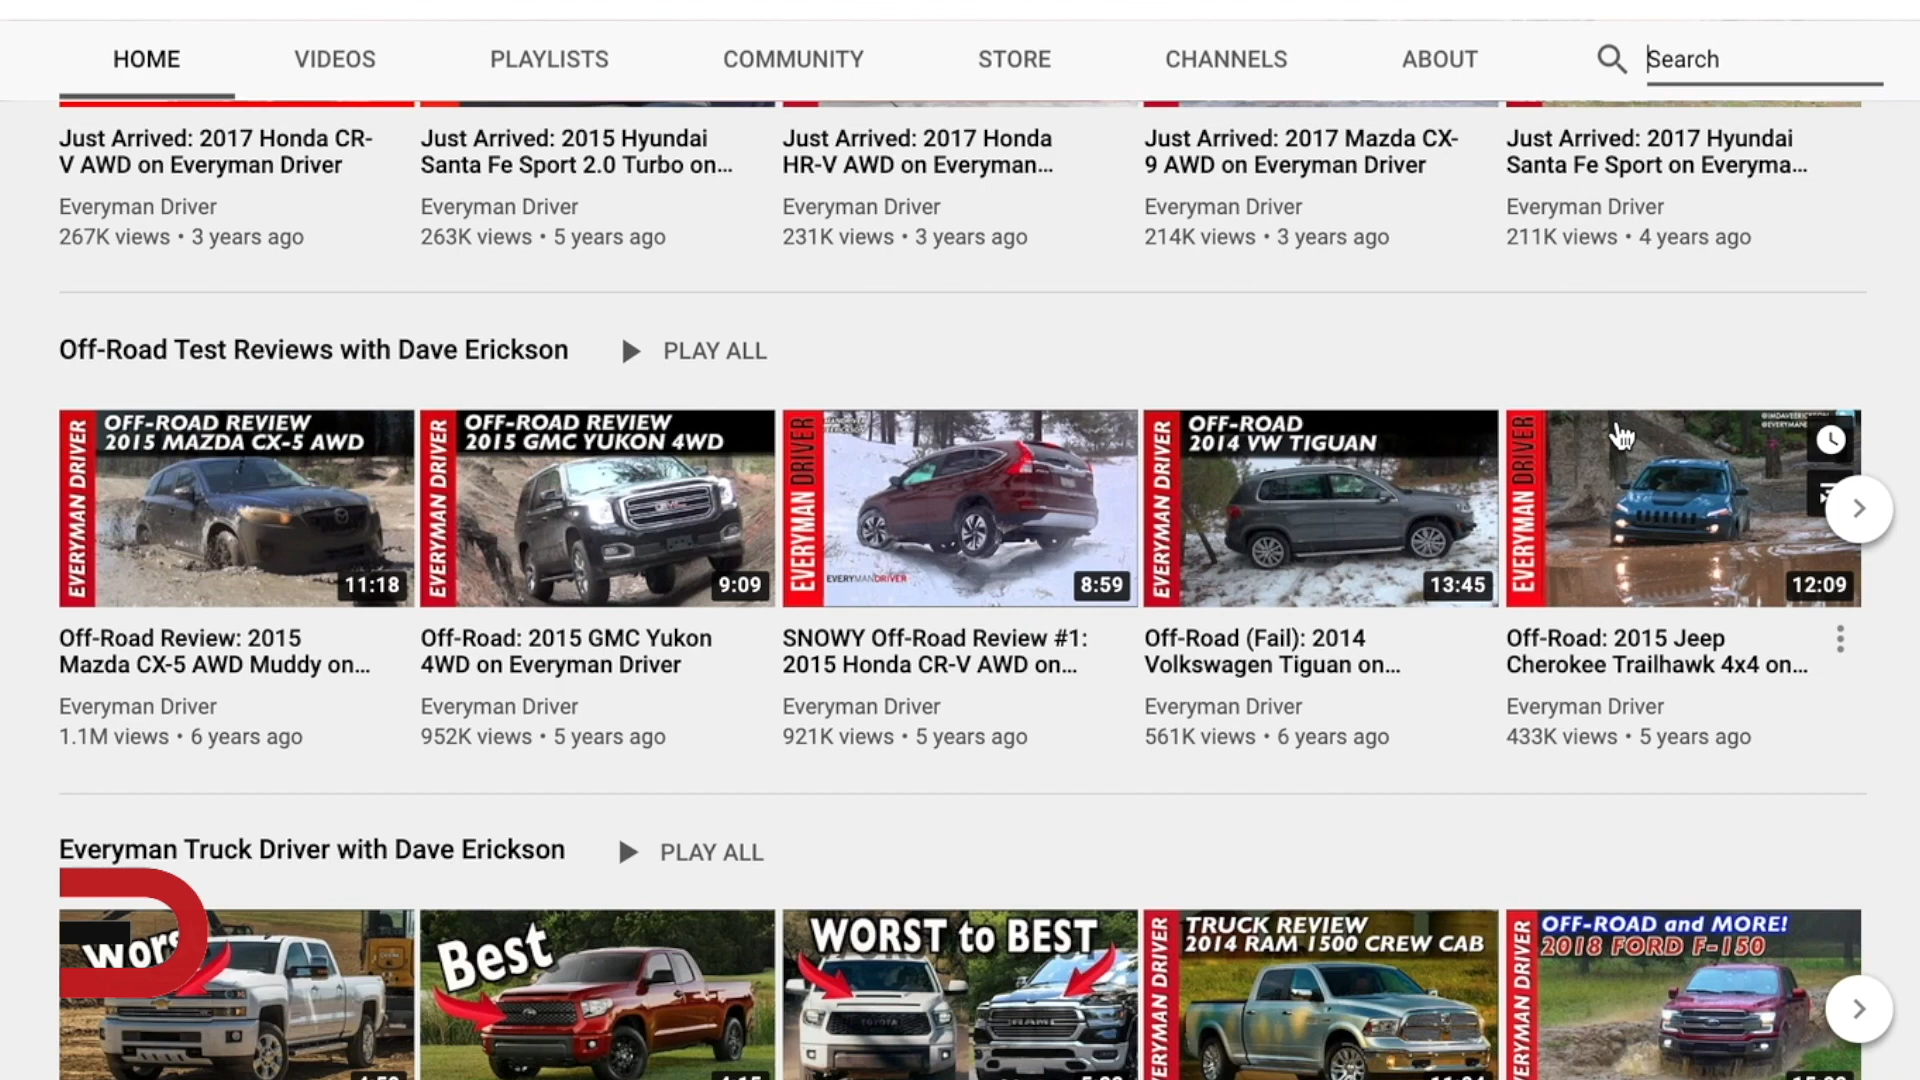 HOME VIDEOS PLAYLISTS COMMUNITY STORE CHANNELS ABOUT Search
Just Arrived: 2017 Honda CR-
V AWD on Everyman Driver
Everyman Driver
267K views • 3 years ago
Just Arrived: 2015 Hyundai
Santa Fe Sport 2.0 Turbo on...
Everyman Driver
263K views • 5 years ago
Just Arrived: 2017 Honda
HR-V AWD on Everyman...
Everyman Driver
231K views • 3 years ago
Just Arrived: 2017 Mazda CX-
9 AWD on Everyman Driver
Everyman Driver
214K views • 3 years ago
Just Arrived: 2017 Hyundai
Santa Fe Sport on Everyma...
Everyman Driver
211K views • 4 years ago
Off-Road Test Reviews with Dave Erickson PLAY ALL
EVERYMAN DRIVER
OFF-ROAD REVIEW
2015 MAZDA CX-5 AWD
11:18
Off-Road Review: 2015
Mazda CX-5 AWD Muddy on...
Everyman Driver
1.1M views • 6 years ago
EVERYMAN DRIVER
OFF-ROAD REVIEW
2015 GMC YUKON 4WD
GMC
9:09
Off-Road: 2015 GMC Yukon
4WD on Everyman Driver
Everyman Driver
952K views • 5 years ago
EVERYMAN DRIVER
EVERYMANDRIVER
8:59
SNOWY Off-Road Review #1:
2015 Honda CR-V AWD on...
Everyman Driver
921K views • 5 years ago
EVERYMAN DRIVER
OFF-ROAD
2014 VW TIGUAN
13:45
Off-Road (Fail): 2014
Volkswagen Tiguan on...
Everyman Driver
561K views • 6 years ago
EVERYMAN DRIVER
12:09
Off-Road: 2015 Jeep
Cherokee Trailhawk 4x4 on...
Everyman Driver
433K views • 5 years ago
Everyman Truck Driver with Dave Erickson PLAY ALL
Best
WORST to BEST
TOYOTA
RAM
ERYMAN DRIVER
TRUCK REVIEW
2014 RAM 1500 CREW CAB
ERYMAN DRIVER
OFF-ROAD and MORE!
2018 FORD F-150